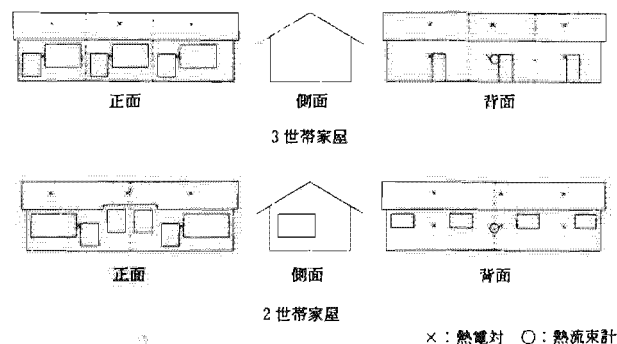 正面 側面 背面
3世帯家屋
正面 側面 背面
2世帯家屋
×：熱電対 ○：熱流束計